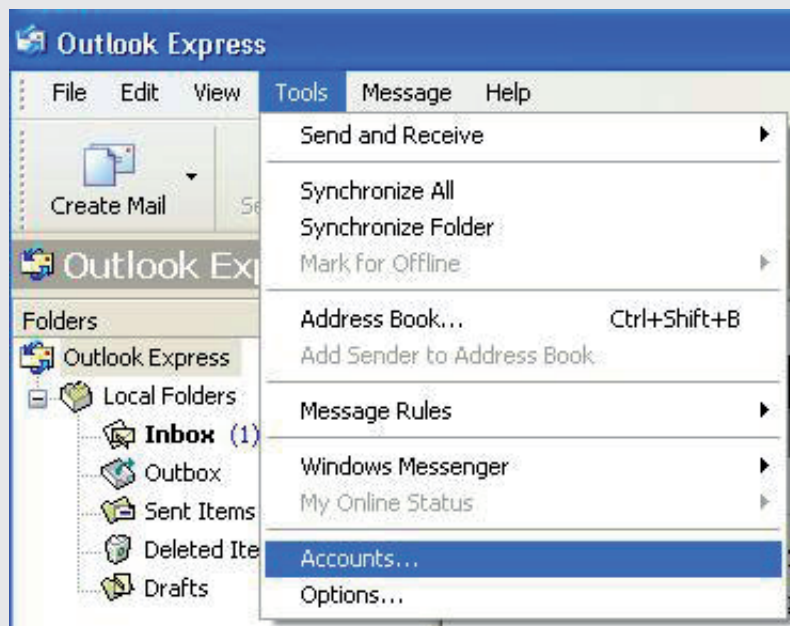 Outlook Express
File Edit View Tools Message Help
Create Mail
Send and Receive
Synchronize All
Synchronize Folder
Mark for Offline
Address Book... Ctrl+Shift+B
Add Sender to Address Book
Message Rules
Windows Messenger
My Online Status
Accounts...
Options...
Outlook Exp
Folders
Outlook Express
Local Folders
Inbox (1)
Outbox
Sent Items
Deleted Ite
Drafts